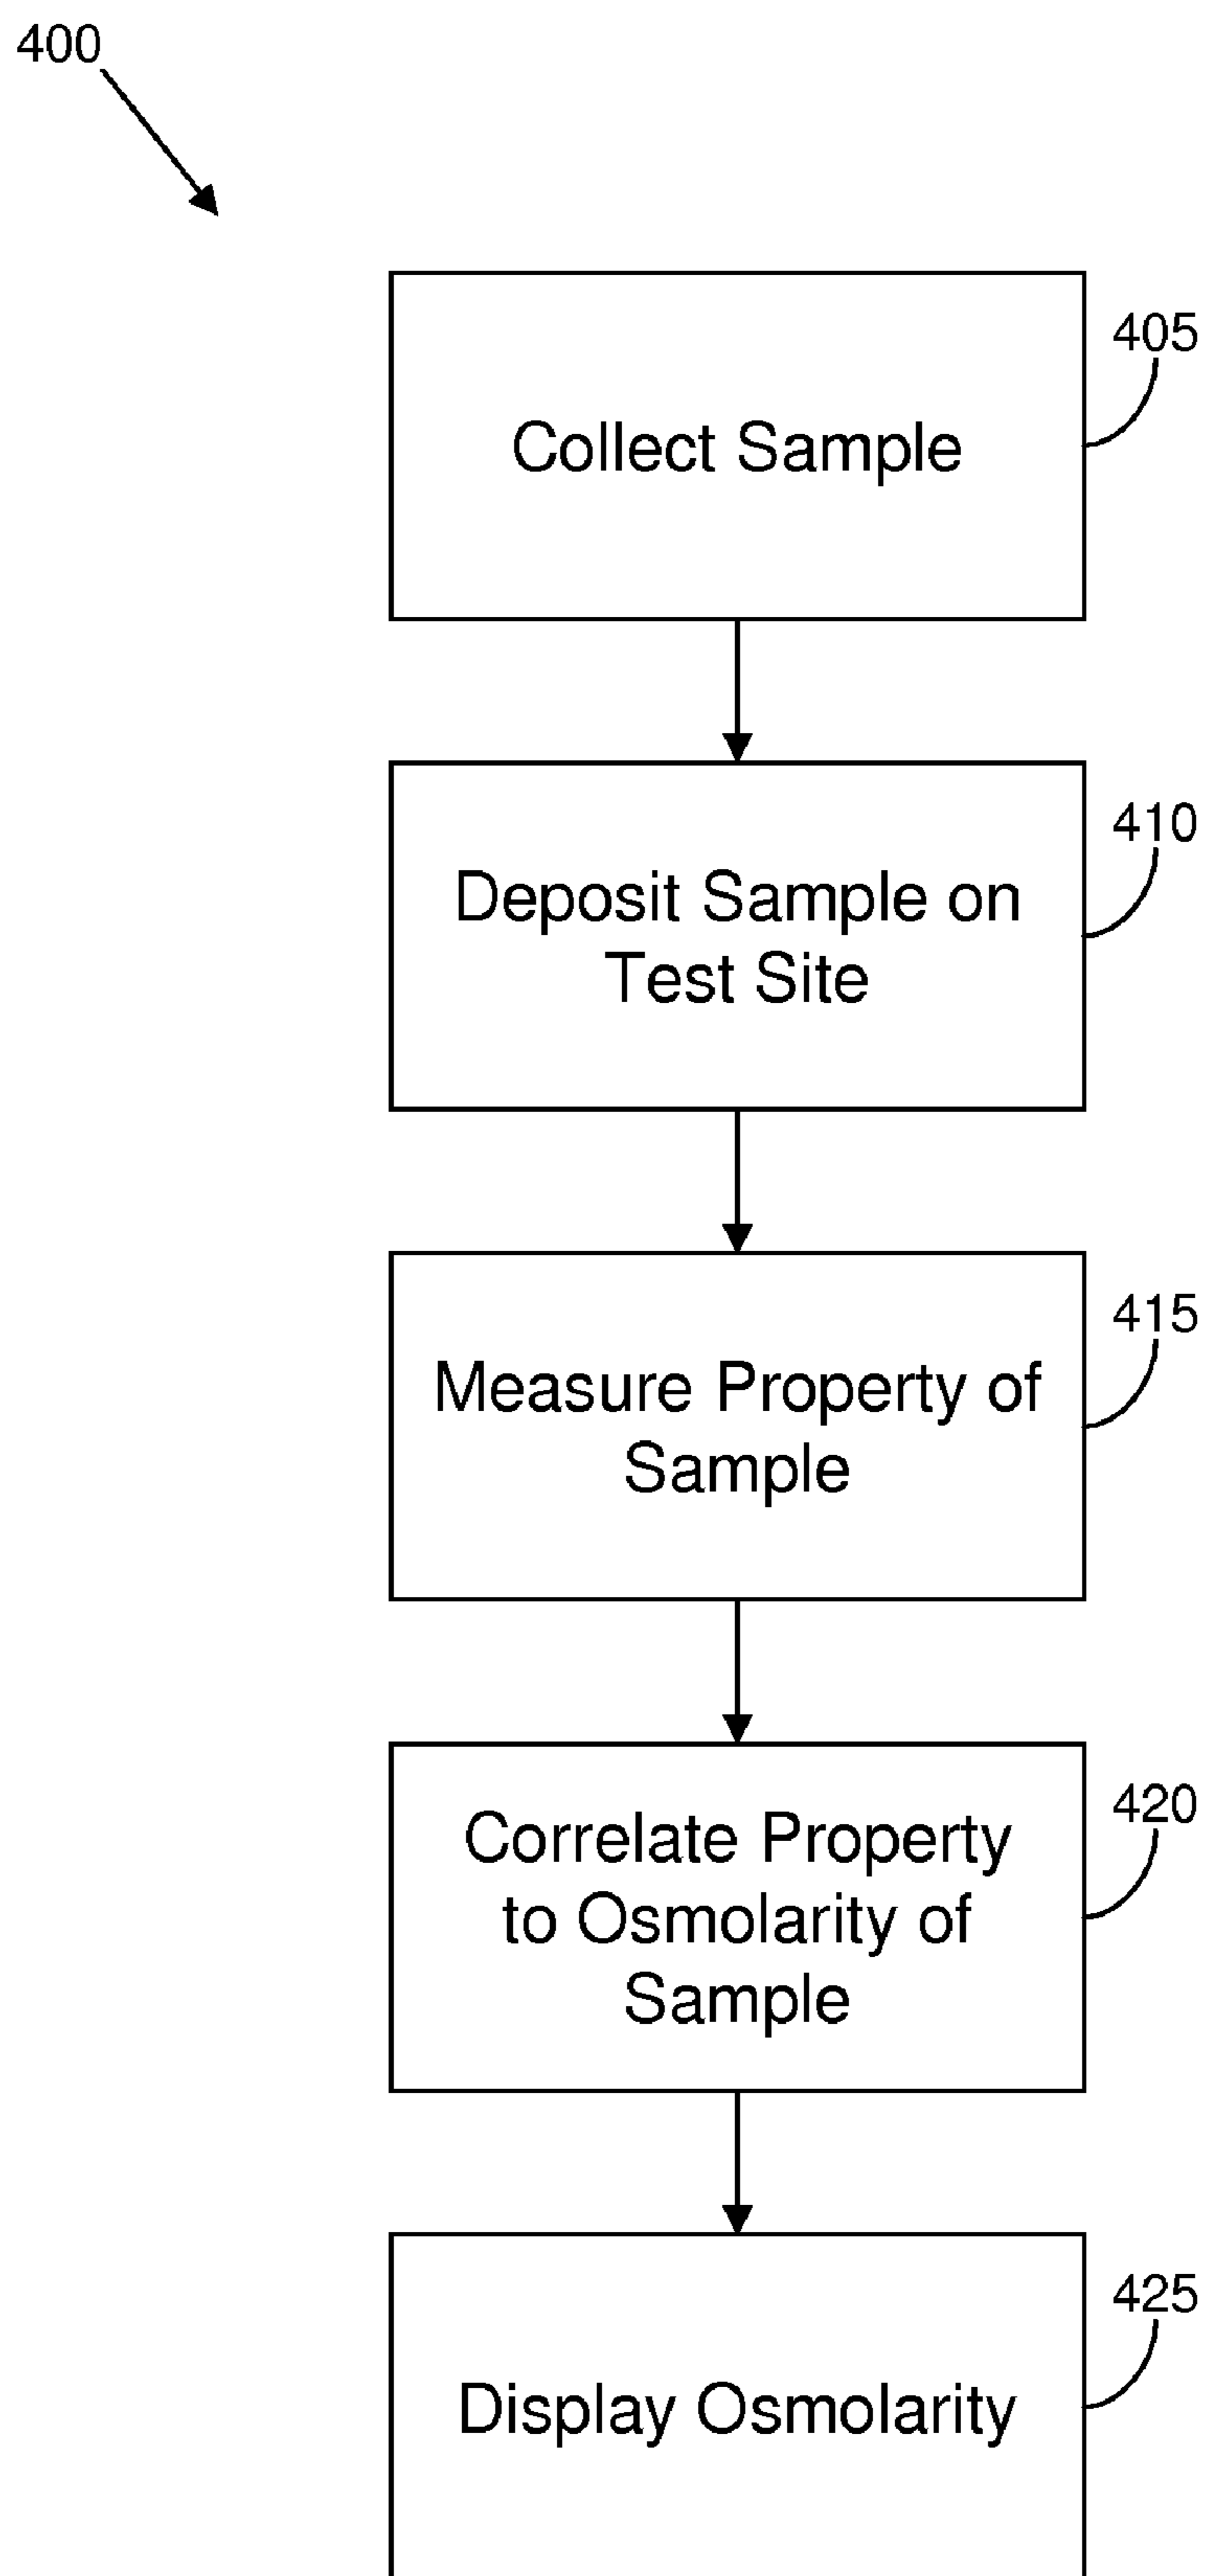 400
405
Collect Sample
410
Deposit Sample on
Test Site
415
Measure Property of
Sample
420
Correlate Property
to Osmolarity of
Sample
425
Display Osmolarity